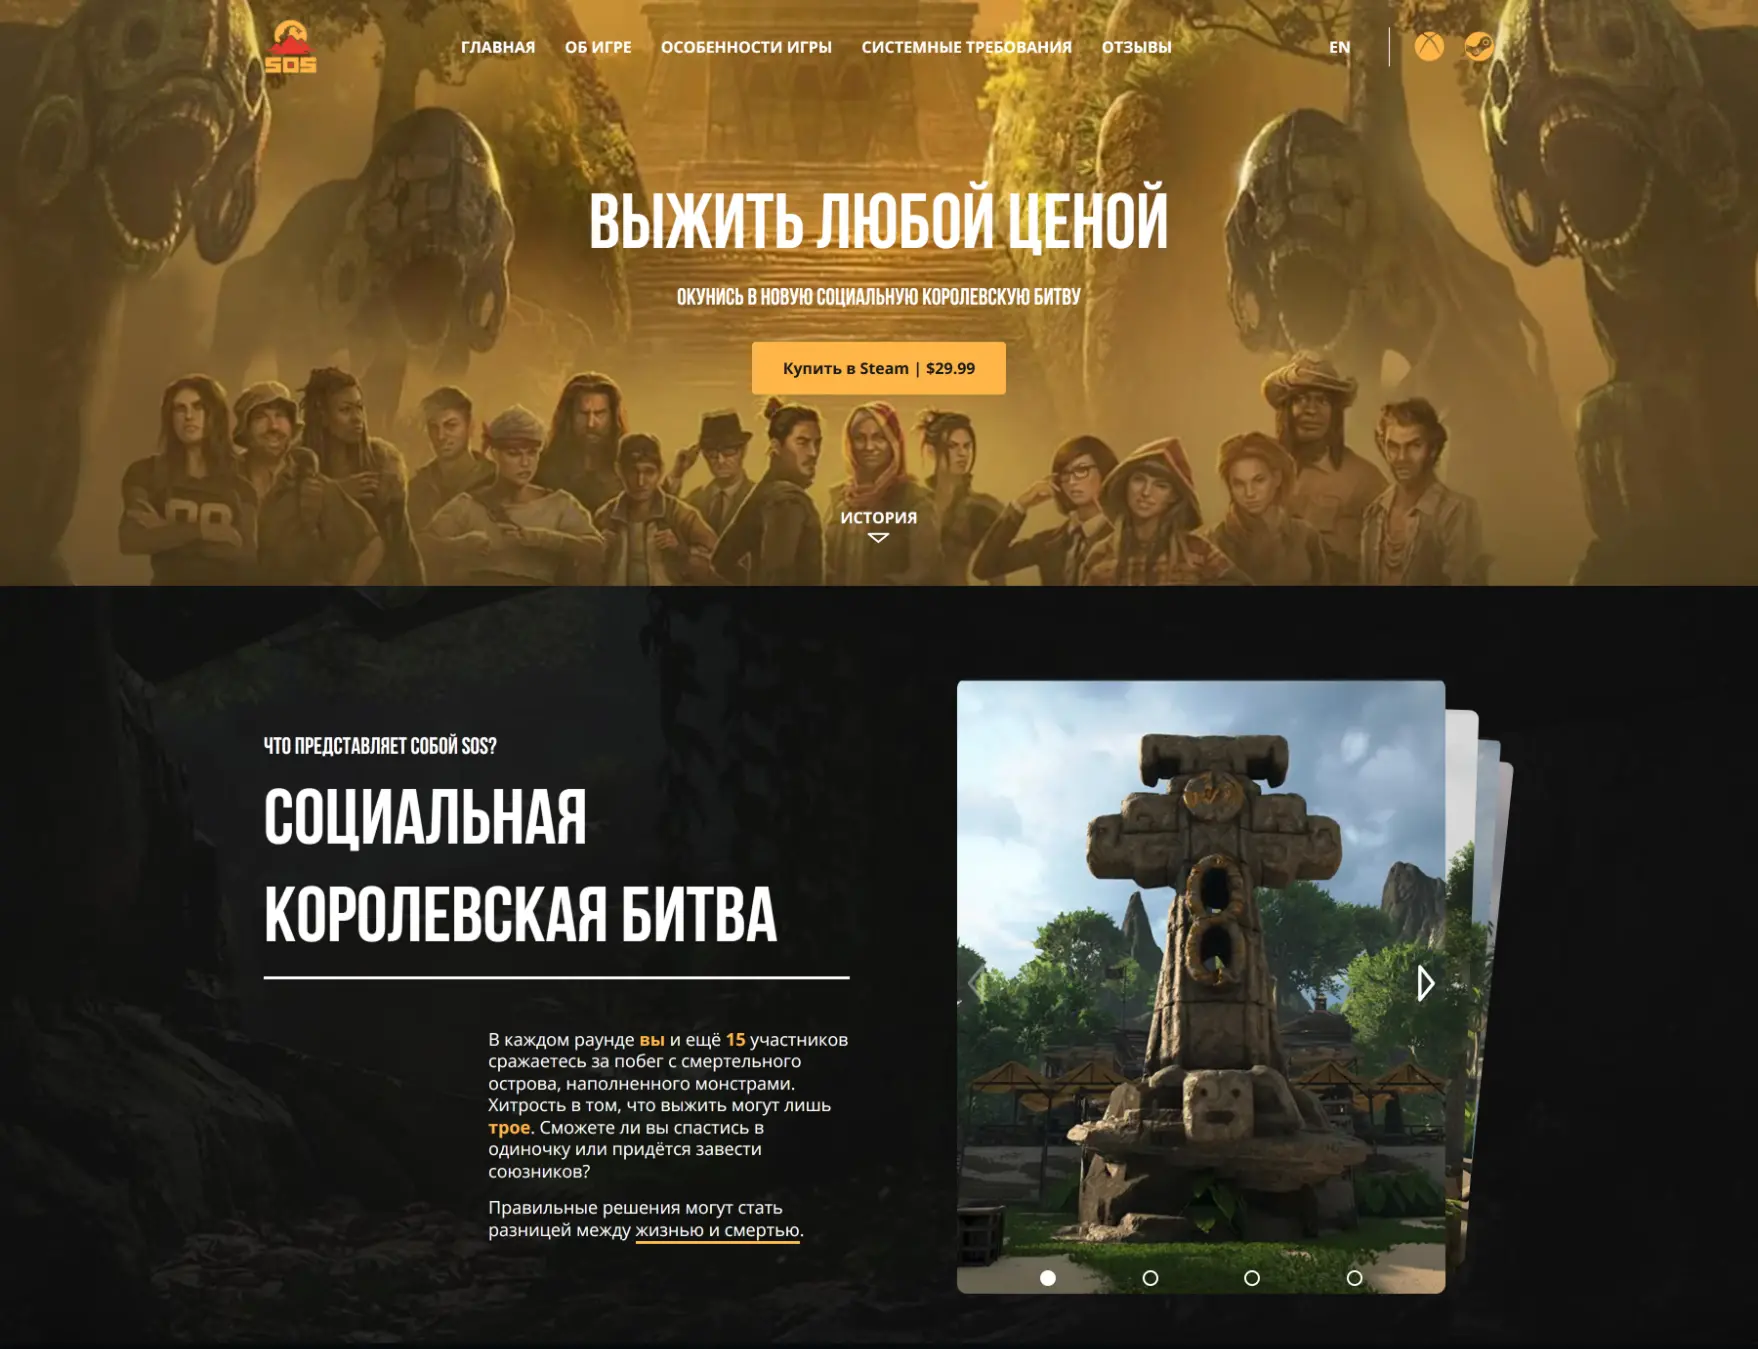 SOS
ГЛАВНАЯ
ОБ ИГРЕ
ОСОБЕННОСТИ ИГРЫ
СИСТЕМНЫЕ ТРЕБОВАНИЯ
ОТЗЫВЫ
EN
ВЫЖИТЬ ЛЮБОЙ ЦЕНОЙ
ОКУНИСЬ В НОВУЮ СОЦИАЛЬНУЮ КОРОЛЕВСКУЮ БИТВУ
Купить в Steam | $29.99
ИСТОРИЯ
ЧТО ПРЕДСТАВЛЯЕТ СОБОЙ SOS?
СОЦИАЛЬНАЯ
КОРОЛЕВСКАЯ БИТВА
В каждом раунде вы и ещё 15 участников
сражаетесь за побег с смертельного
острова, наполненного монстрами.
Хитрость в том, что выжить могут лишь
трое. Сможете ли вы спастись в
одиночку или придётся завести
союзников?
Правильные решения могут стать
разницей между жизнью и смертью.